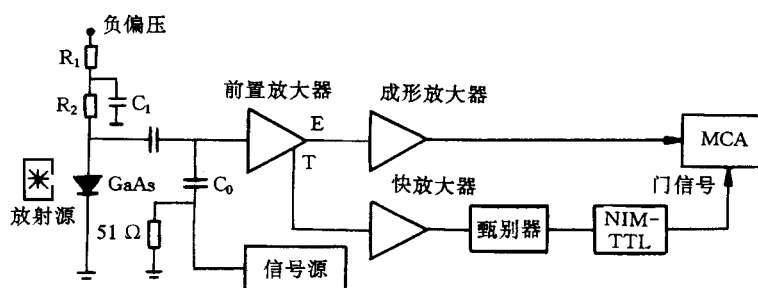 负偏压
R₁
R₂
C₁
前置放大器
成形放大器
E
T
MCA
GaAs
C₀
快放大器
门信号
放射源
51 Ω
信号源
甄别器
NIM-
TTL